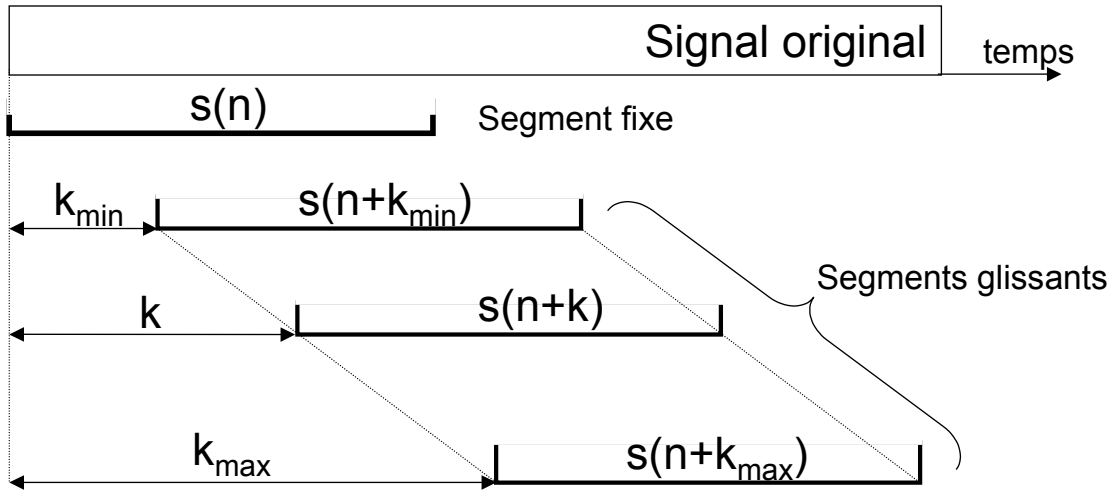 Signal original
temps
s(n)
Segment fixe
kmin
s(n+kmin)
Segments glissants
k
s(n+k)
kmax
s(n+kmax)